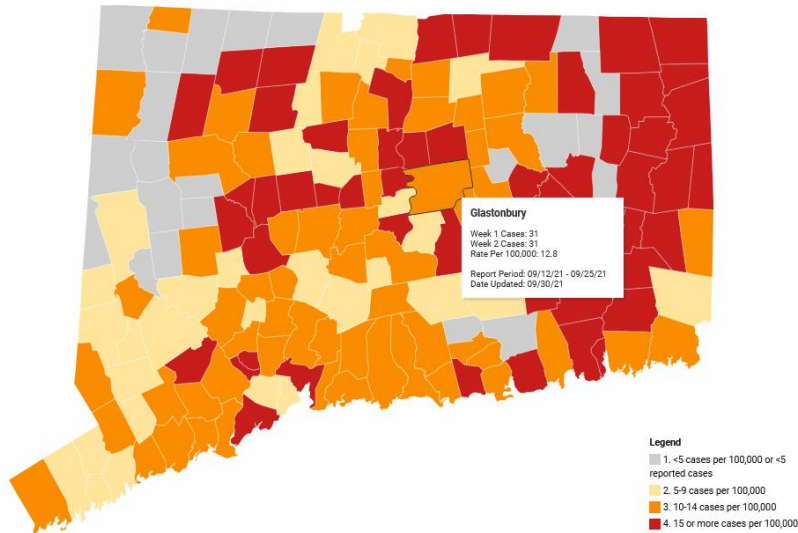 Glastonbury
Week 1 Cases: 31
Week 2 Cases: 31
Rate Per 100,000: 12.8
Report Period: 09/12/21 - 09/25/21
Date Updated: 09/30/21
Legend
1. <5 cases per 100,000 or <5
reported cases
2. 5-9 cases per 100,000
3. 10-14 cases per 100,000
4. 15 or more cases per 100,000